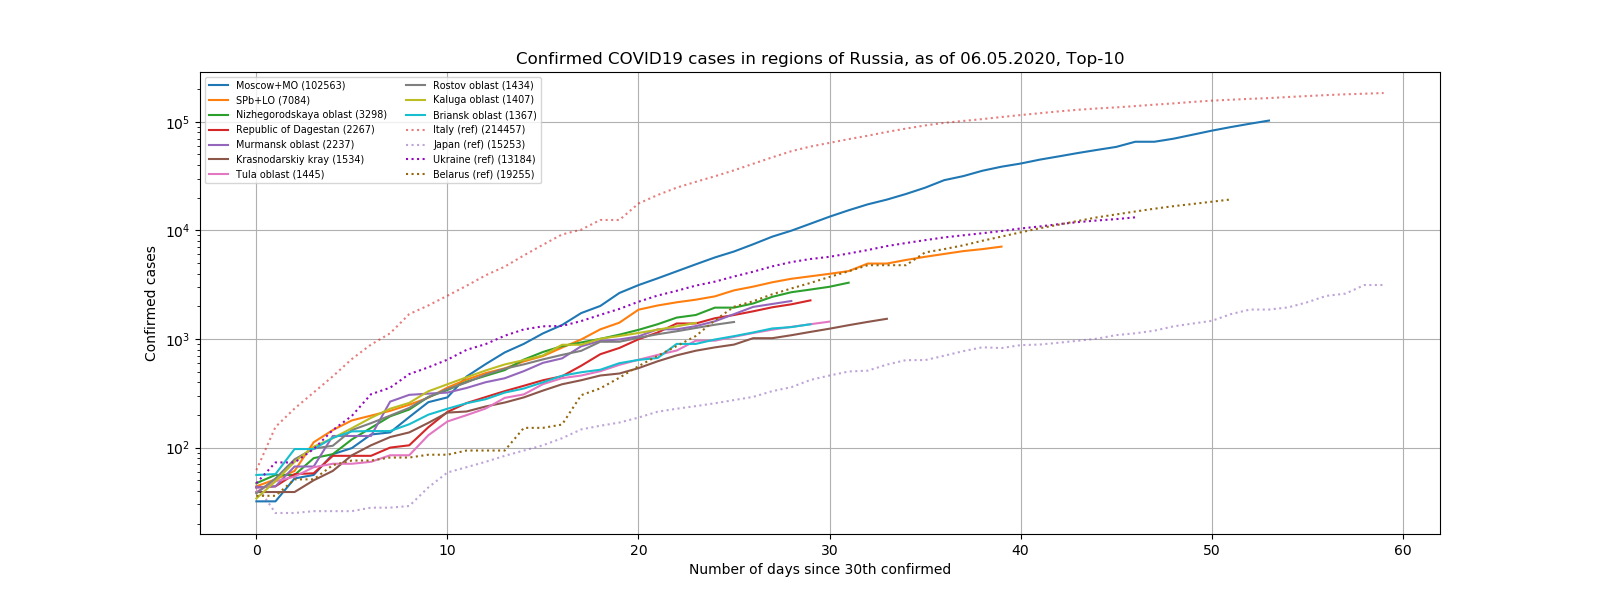 Confirmed COVID19 cases in regions of Russia, as of 06.05.2020, Top-10
Moscow+MO (102563)
SPb+LO (7084)
Nizhegorodskaya oblast (3298)
Republic of Dagestan (2267)
Murmansk oblast (2237)
Krasnodarskiy kray (1534)
Tula oblast (1445)
Rostov oblast (1434)
Kaluga oblast (1407)
Briansk oblast (1367)
Italy (ref) (214457)
Japan (ref) (15253)
Ukraine (ref) (13184)
Belarus (ref) (19255)
Confirmed cases
10⁵
10⁴
10³
10²
0 10 20 30 40 50 60
Number of days since 30th confirmed